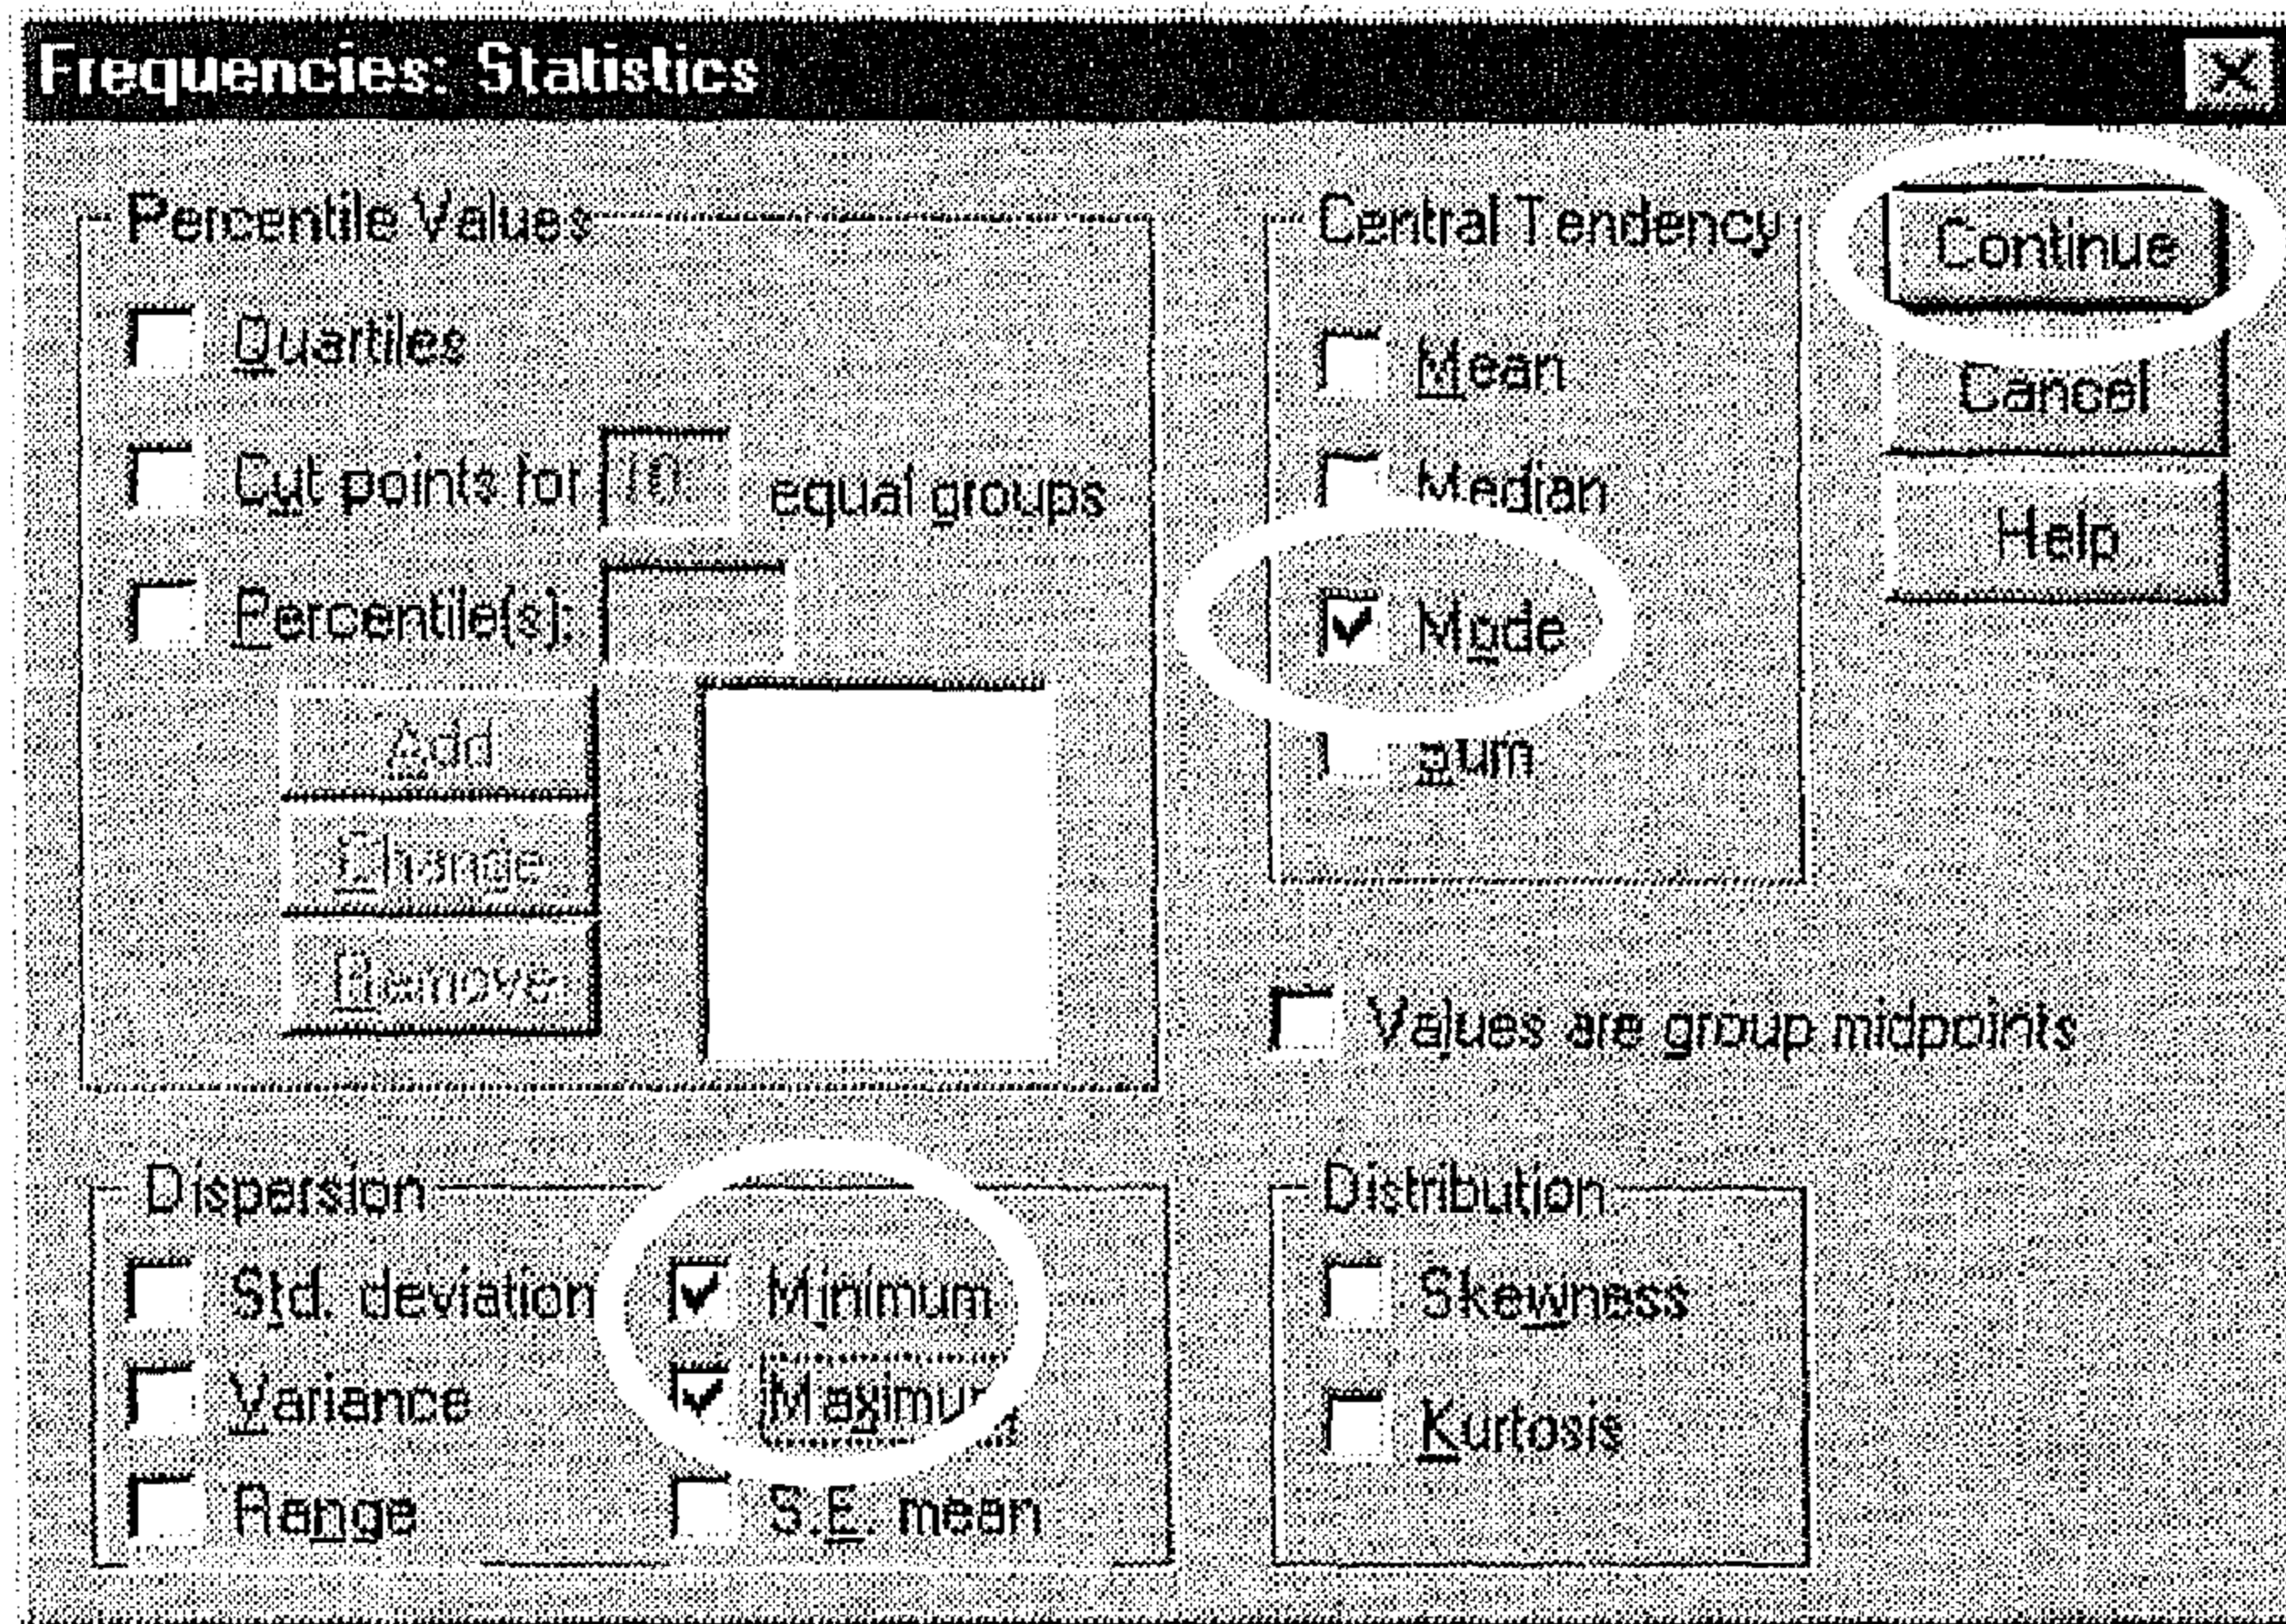 Frequencies: Statistics
Percentile Values
Quartiles
Cut points for 10 equal groups
Percentile(s):
Add
Change
Remove
Central Tendency
Mean
Median
Mode
Sum
Continue
Cancel
Help
Values are group midpoints
Dispersion
Std. deviation
Minimum
Variance
Maximum
Range
S.E. mean
Distribution
Skewness
Kurtosis